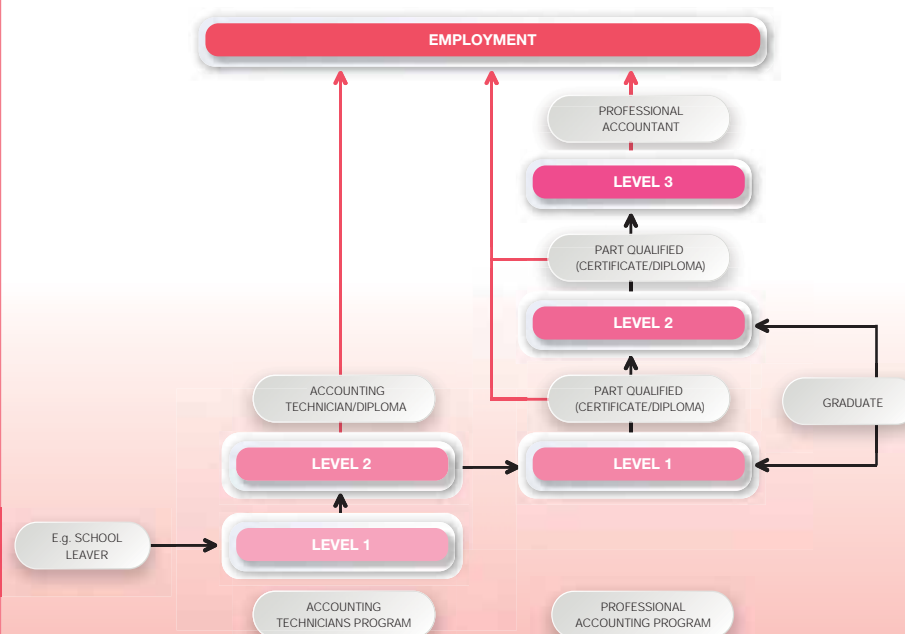 EMPLOYMENT
PROFESSIONAL
ACCOUNTANT
LEVEL 3
PART QUALIFIED
(CERTIFICATE/DIPLOMA)
LEVEL 2
ACCOUNTING
TECHNICIAN/DIPLOMA
PART QUALIFIED
(CERTIFICATE/DIPLOMA)
GRADUATE
LEVEL 2
LEVEL 1
E.g. SCHOOL
LEAVER
LEVEL 1
ACCOUNTING
TECHNICIANS PROGRAM
PROFESSIONAL
ACCOUNTING PROGRAM